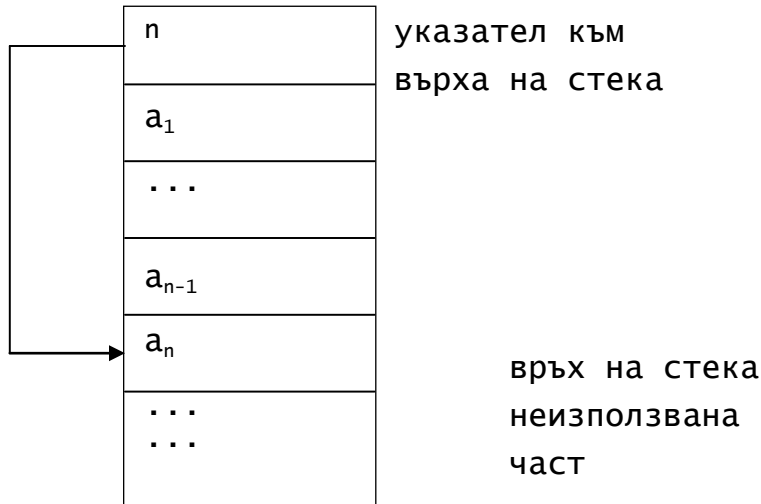 n указател към
върха на стека
a₁
...
aₙ₋₁
aₙ
връх на стека
... неизползвана
...
част